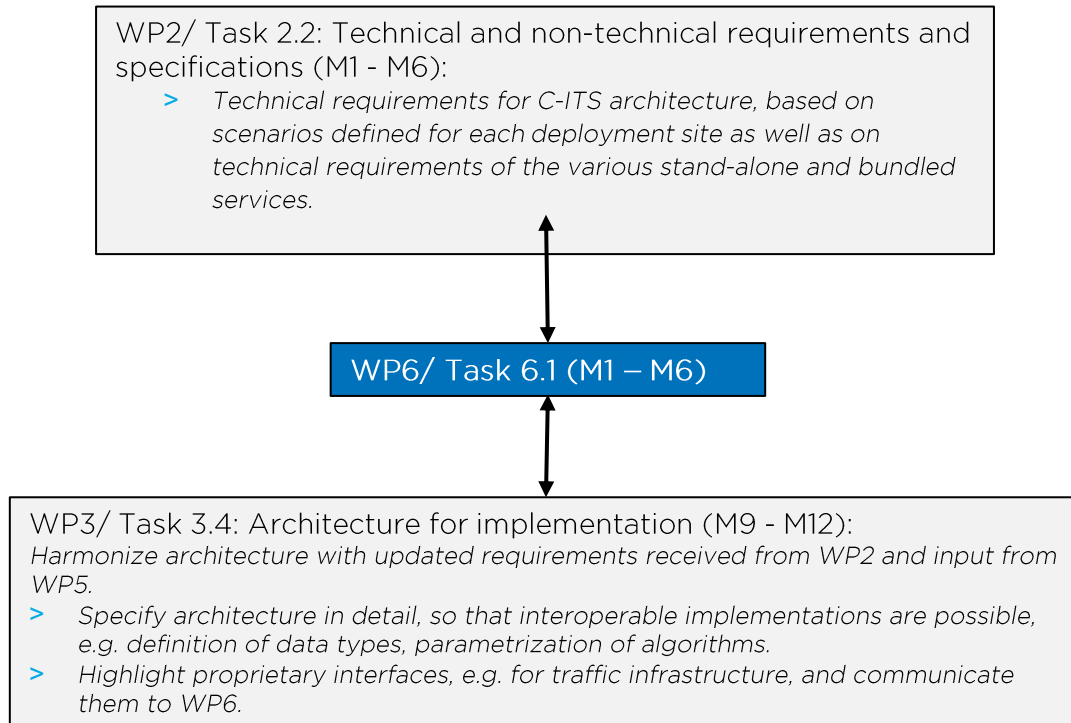 WP2/ Task 2.2: Technical and non-technical requirements and
specifications (M1 - M6):
> Technical requirements for C-ITS architecture, based on
scenarios defined for each deployment site as well as on
technical requirements of the various stand-alone and bundled
services.
WP6/ Task 6.1 (M1 – M6)
WP3/ Task 3.4: Architecture for implementation (M9 - M12):
Harmonize architecture with updated requirements received from WP2 and input from
WP5.
> Specify architecture in detail, so that interoperable implementations are possible,
e.g. definition of data types, parametrization of algorithms.
> Highlight proprietary interfaces, e.g. for traffic infrastructure, and communicate
them to WP6.